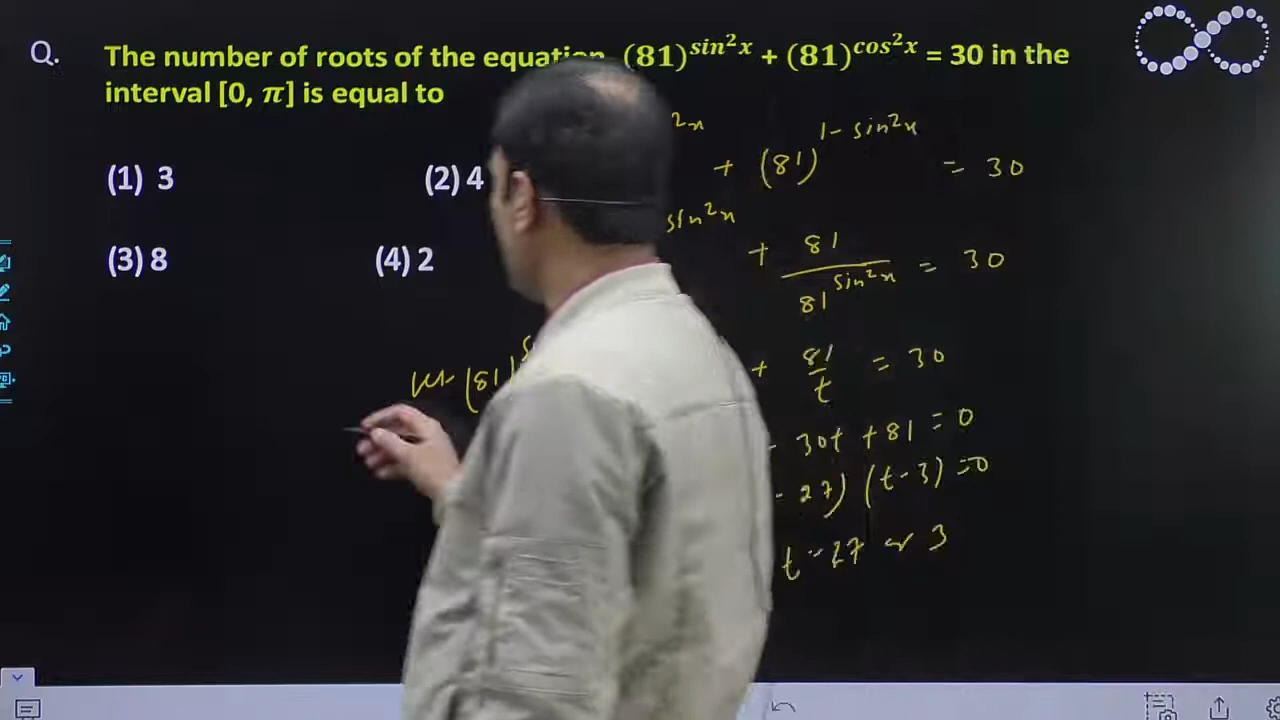 Q. The number of roots of the equation (81)^sin²x + (81)^cos²x = 30 in the
interval [0, π] is equal to
(1) 3
(2) 4
(3) 8
(4) 2
²x + (81)^1-sin²x = 30
sin²x + 81/81^sin²x = 30
(81)
+ 81/t = 30
- 30t + 81 = 0
- 27) (t-3) = 0
t = 27 or 3